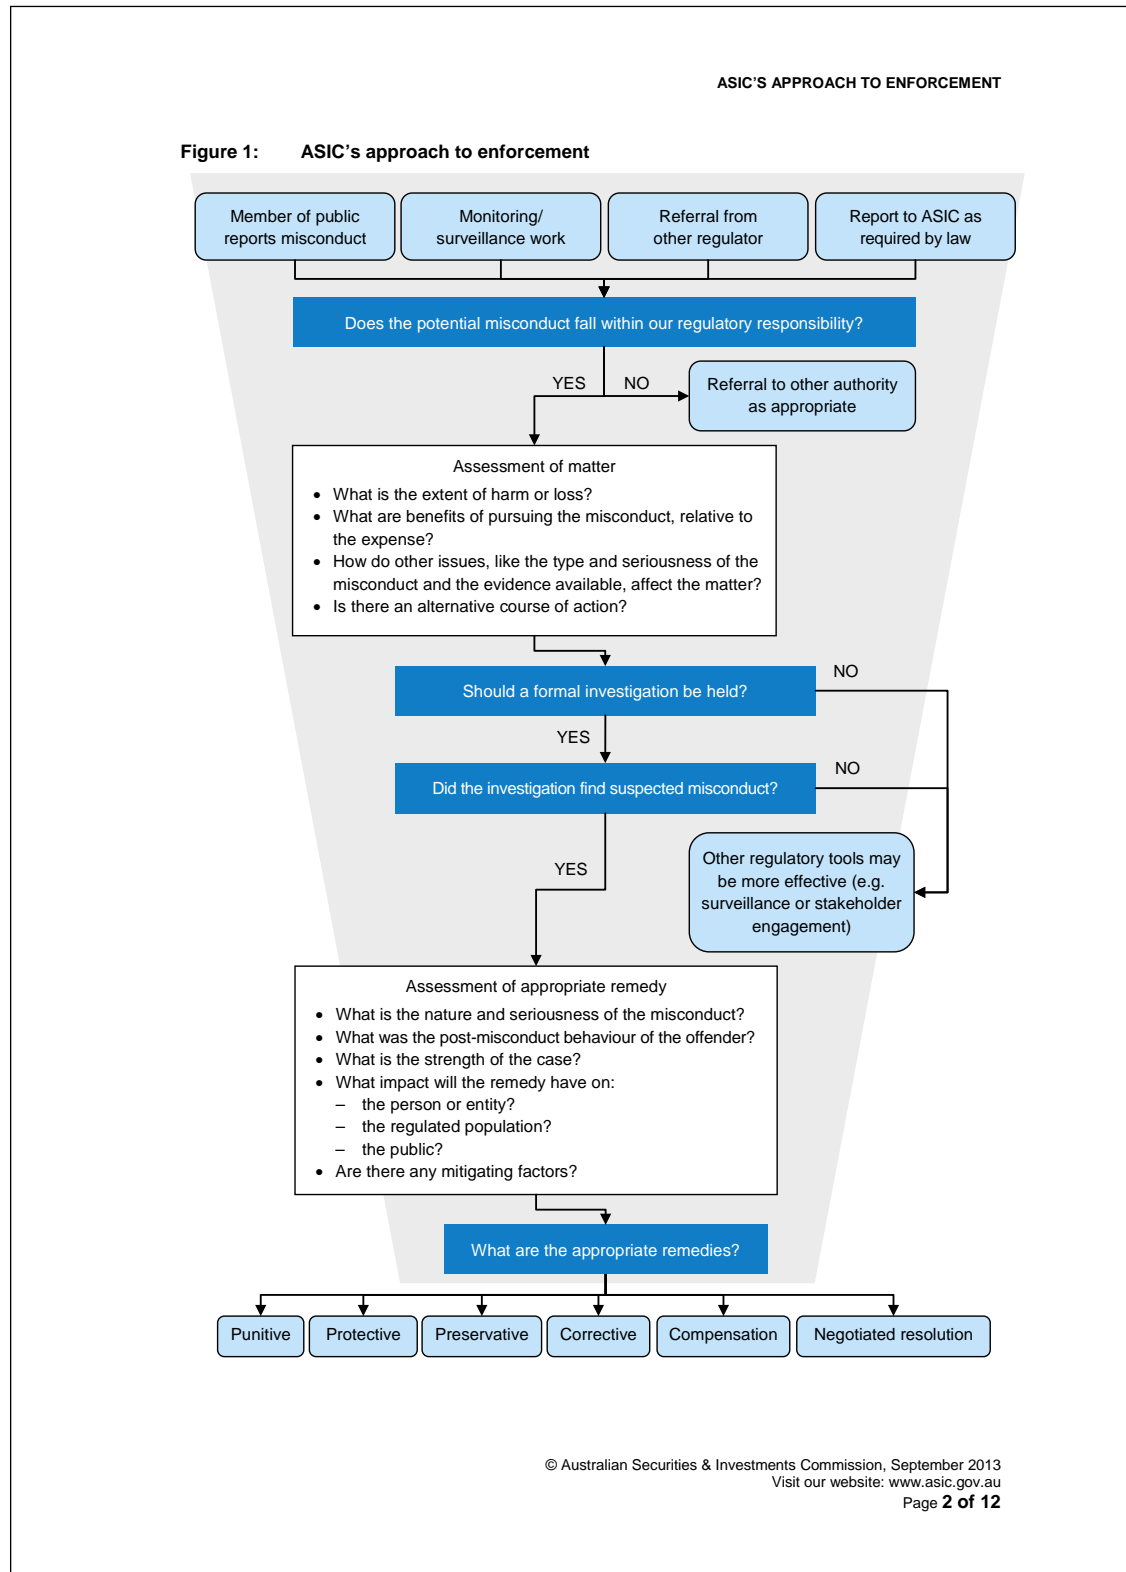 ASIC'S APPROACH TO ENFORCEMENT
Figure 1: ASIC's approach to enforcement
Member of public
reports misconduct
Monitoring/
surveillance work
Referral from
other regulator
Report to ASIC as
required by law
Does the potential misconduct fall within our regulatory responsibility?
YES
NO
Referral to other authority
as appropriate
Assessment of matter
• What is the extent of harm or loss?
• What are benefits of pursuing the misconduct, relative to
the expense?
• How do other issues, like the type and seriousness of the
misconduct and the evidence available, affect the matter?
• Is there an alternative course of action?
Should a formal investigation be held?
NO
YES
Did the investigation find suspected misconduct?
NO
YES
Other regulatory tools may
be more effective (e.g.
surveillance or stakeholder
engagement)
Assessment of appropriate remedy
• What is the nature and seriousness of the misconduct?
• What was the post-misconduct behaviour of the offender?
• What is the strength of the case?
• What impact will the remedy have on:
– the person or entity?
– the regulated population?
– the public?
• Are there any mitigating factors?
What are the appropriate remedies?
Punitive
Protective
Preservative
Corrective
Compensation
Negotiated resolution
© Australian Securities & Investments Commission, September 2013
Visit our website: www.asic.gov.au
Page 2 of 12